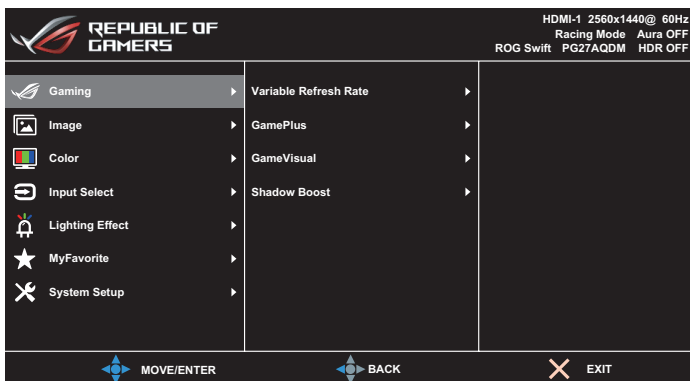 REPUBLIC OF
GAMERS
HDMI-1 2560x1440@ 60Hz
Racing Mode Aura OFF
ROG Swift PG27AQDM HDR OFF
Gaming
Image
Color
Input Select
Lighting Effect
MyFavorite
System Setup
Variable Refresh Rate
GamePlus
GameVisual
Shadow Boost
MOVE/ENTER
BACK
EXIT